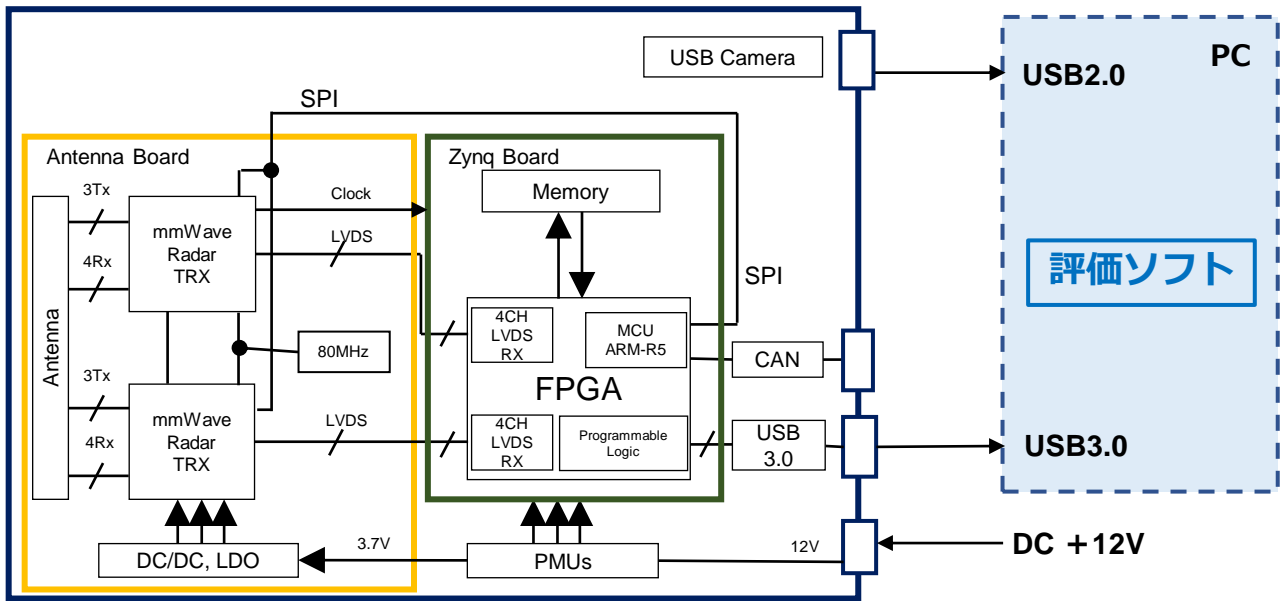 USB Camera
PC
USB2.0
SPI
Antenna Board
Zynq Board
3Tx
Clock
Memory
mmWave
Radar
TRX
LVDS
4Rx
評価ソフト
SPI
4CH
LVDS
RX
MCU
ARM-R5
80MHz
CAN
Antenna
FPGA
3Tx
mmWave
Radar
TRX
LVDS
4CH
LVDS
RX
Programmable
Logic
USB
3.0
USB3.0
4Rx
3.7V
12V
DC/DC, LDO
PMUs
DC +12V